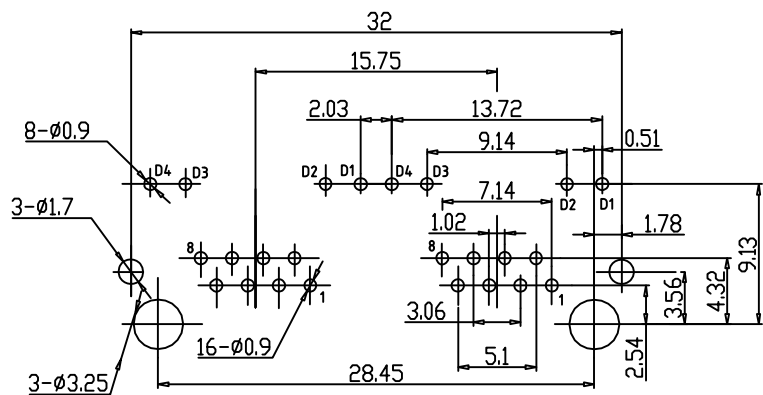 32
15.75
2.03
13.72
8-Ø0.9
9.14
0.51
D4
D3
D2
D1
D4
D3
D2
D1
7.14
3-Ø1.7
1.02
1.78
8
8
9.13
4.32
3.56
2.54
1
1
3.06
16-Ø0.9
5.1
3-Ø3.25
28.45